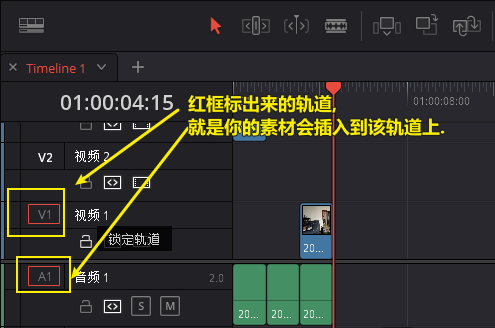 Timeline 1
01:00:04:15
01:00:08:00
红框标出来的轨道,
就是你的素材会插入到该轨道上.
V2 视频 2
V1 视频 1
锁定轨道
20...
A1 音频 1 2.0
S M
20... 20... 20...